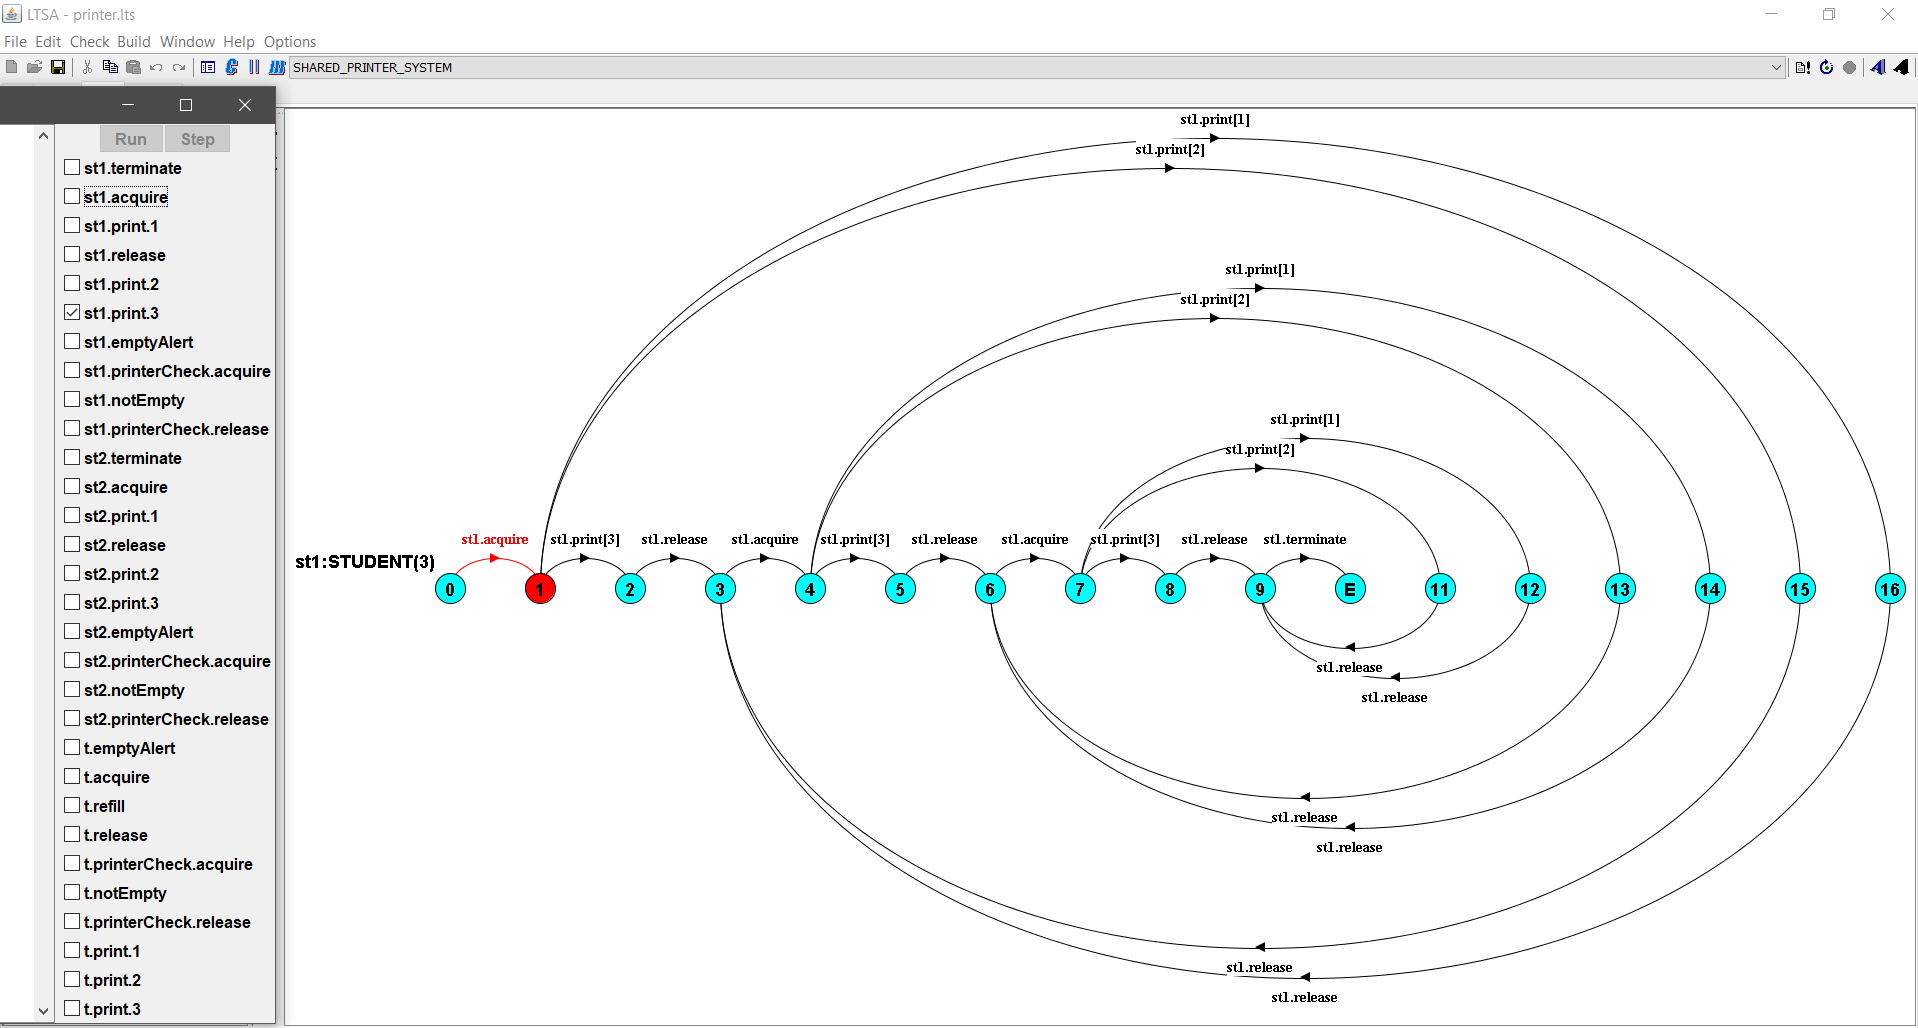 LTSA - printer.lts
File Edit Check Build Window Help Options
SHARED_PRINTER_SYSTEM
Run Step
st1.terminate
st1.acquire
st1.print.1
st1.release
st1.print.2
st1.print.3
st1.emptyAlert
st1.printerCheck.acquire
st1.notEmpty
st1.printerCheck.release
st2.terminate
st2.acquire
st2.print.1
st2.release
st2.print.2
st2.print.3
st2.emptyAlert
st2.printerCheck.acquire
st2.notEmpty
st2.printerCheck.release
t.emptyAlert
t.acquire
t.refill
t.release
t.printerCheck.acquire
t.notEmpty
t.printerCheck.release
t.print.1
t.print.2
t.print.3
st1.print[1]
st1.print[2]
st1.print[1]
st1.print[2]
st1.print[1]
st1.print[2]
st1.acquire st1.print[3] st1.release st1.acquire st1.print[3] st1.release st1.acquire st1.print[3] st1.release st1.terminate
st1:STUDENT(3)
0 1 2 3 4 5 6 7 8 9 E 11 12 13 14 15 16
st1.release
st1.release
st1.release
st1.release
st1.release
st1.release